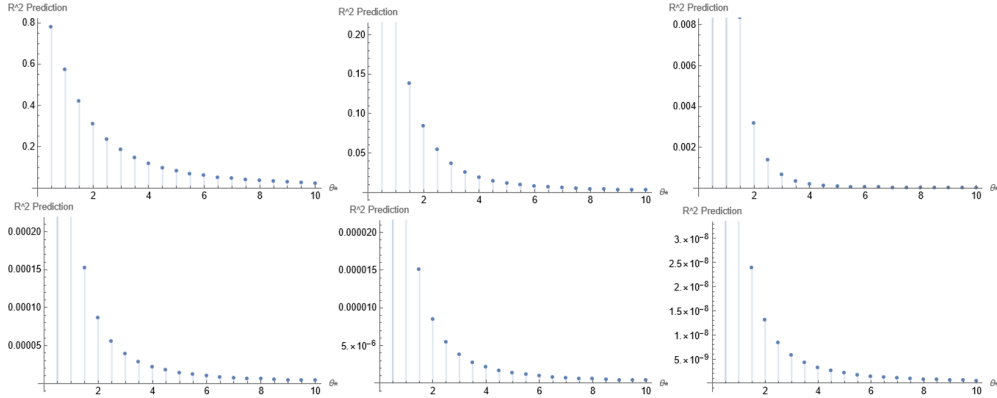 R^2 Prediction
0.8
0.6
0.4
0.2
2 4 6 8 10
θ*
R^2 Prediction
0.20
0.15
0.10
0.05
2 4 6 8 10
θ*
R^2 Prediction
0.008
0.006
0.004
0.002
2 4 6 8 10
θ*
R^2 Prediction
0.00020
0.00015
0.00010
0.00005
2 4 6 8 10
θ*
R^2 Prediction
0.000020
0.000015
0.000010
5. × 10^-6
2 4 6 8 10
θ*
R^2 Prediction
3. × 10^-8
2.5 × 10^-8
2. × 10^-8
1.5 × 10^-8
1. × 10^-8
5. × 10^-9
2 4 6 8 10
θ*